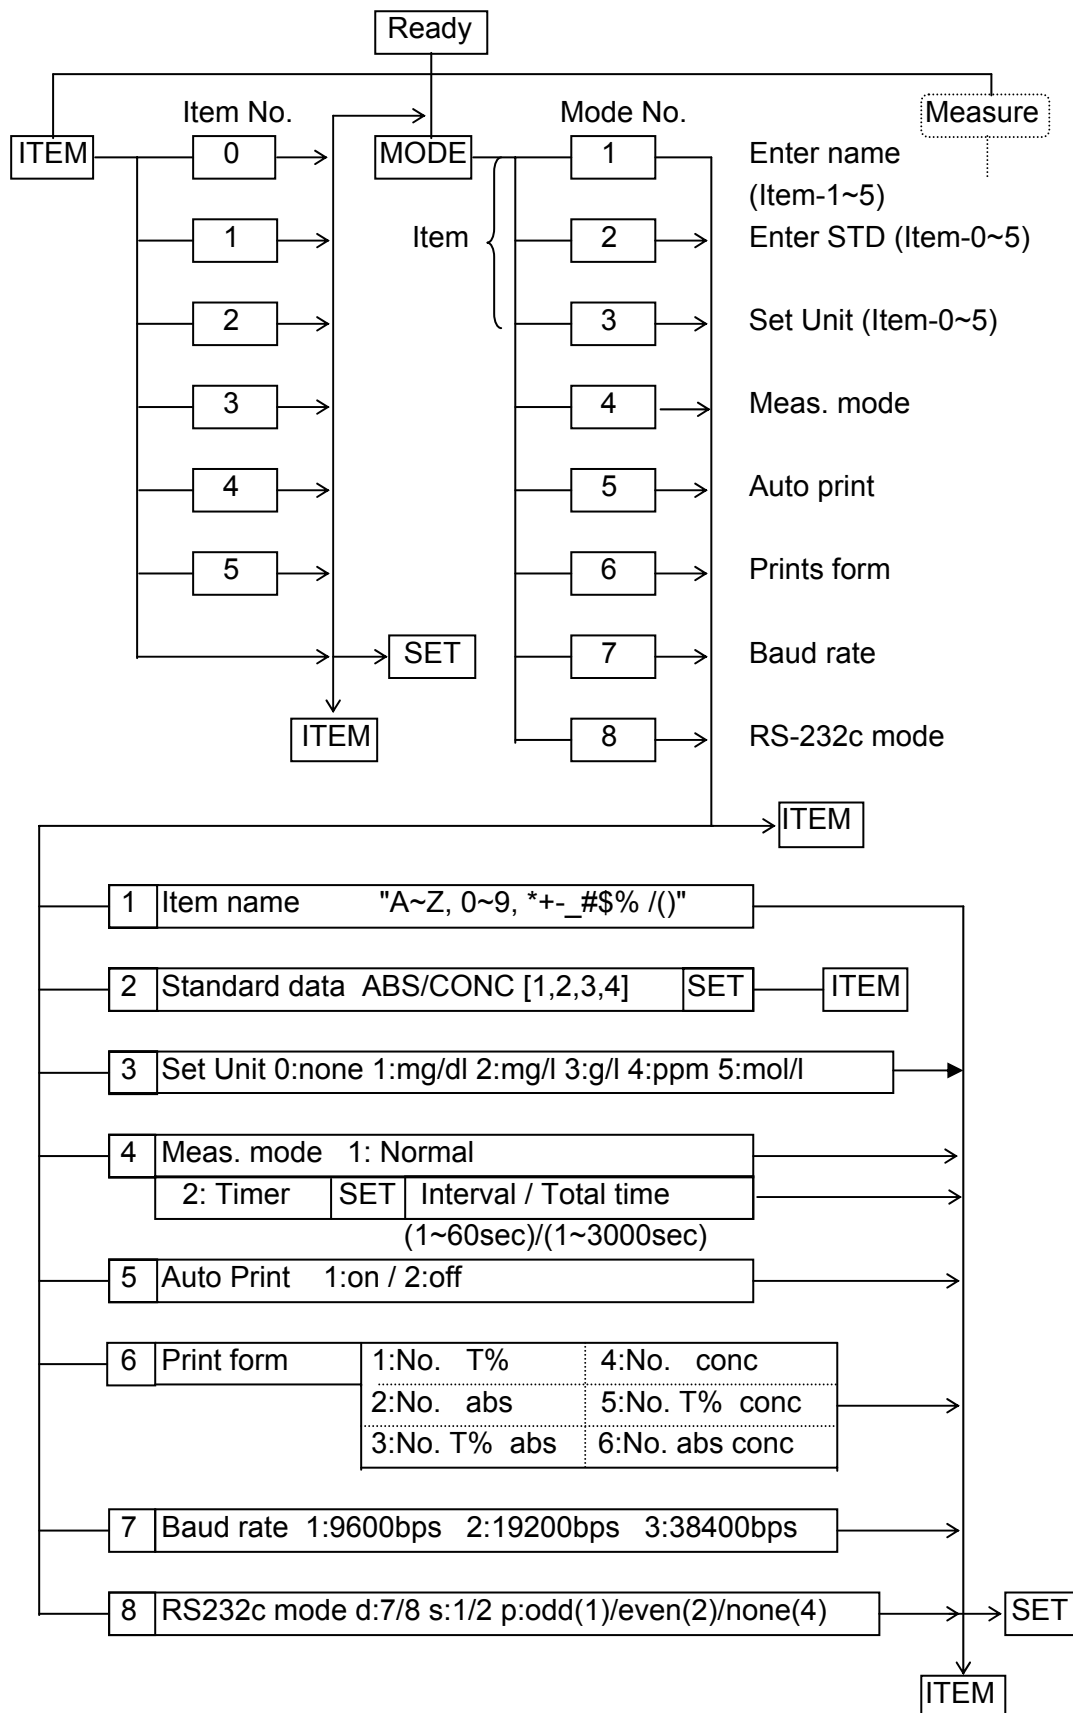 Ready
Item No. Mode No. Measure
ITEM 0 MODE 1 Enter name
(Item-1~5)
1 Item 2 Enter STD (Item-0~5)
2 3 Set Unit (Item-0~5)
3 4 Meas. mode
4 5 Auto print
5 6 Prints form
SET 7 Baud rate
ITEM 8 RS-232c mode
ITEM
1 Item name "A~Z, 0~9, *+-_#$% /()"
2 Standard data ABS/CONC [1,2,3,4] SET ITEM
3 Set Unit 0:none 1:mg/dl 2:mg/l 3:g/l 4:ppm 5:mol/l
4 Meas. mode 1: Normal
2: Timer SET Interval / Total time
(1~60sec)/(1~3000sec)
5 Auto Print 1:on / 2:off
6 Print form 1:No. T% 4:No. conc
2:No. abs 5:No. T% conc
3:No. T% abs 6:No. abs conc
7 Baud rate 1:9600bps 2:19200bps 3:38400bps
8 RS232c mode d:7/8 s:1/2 p:odd(1)/even(2)/none(4) SET
ITEM